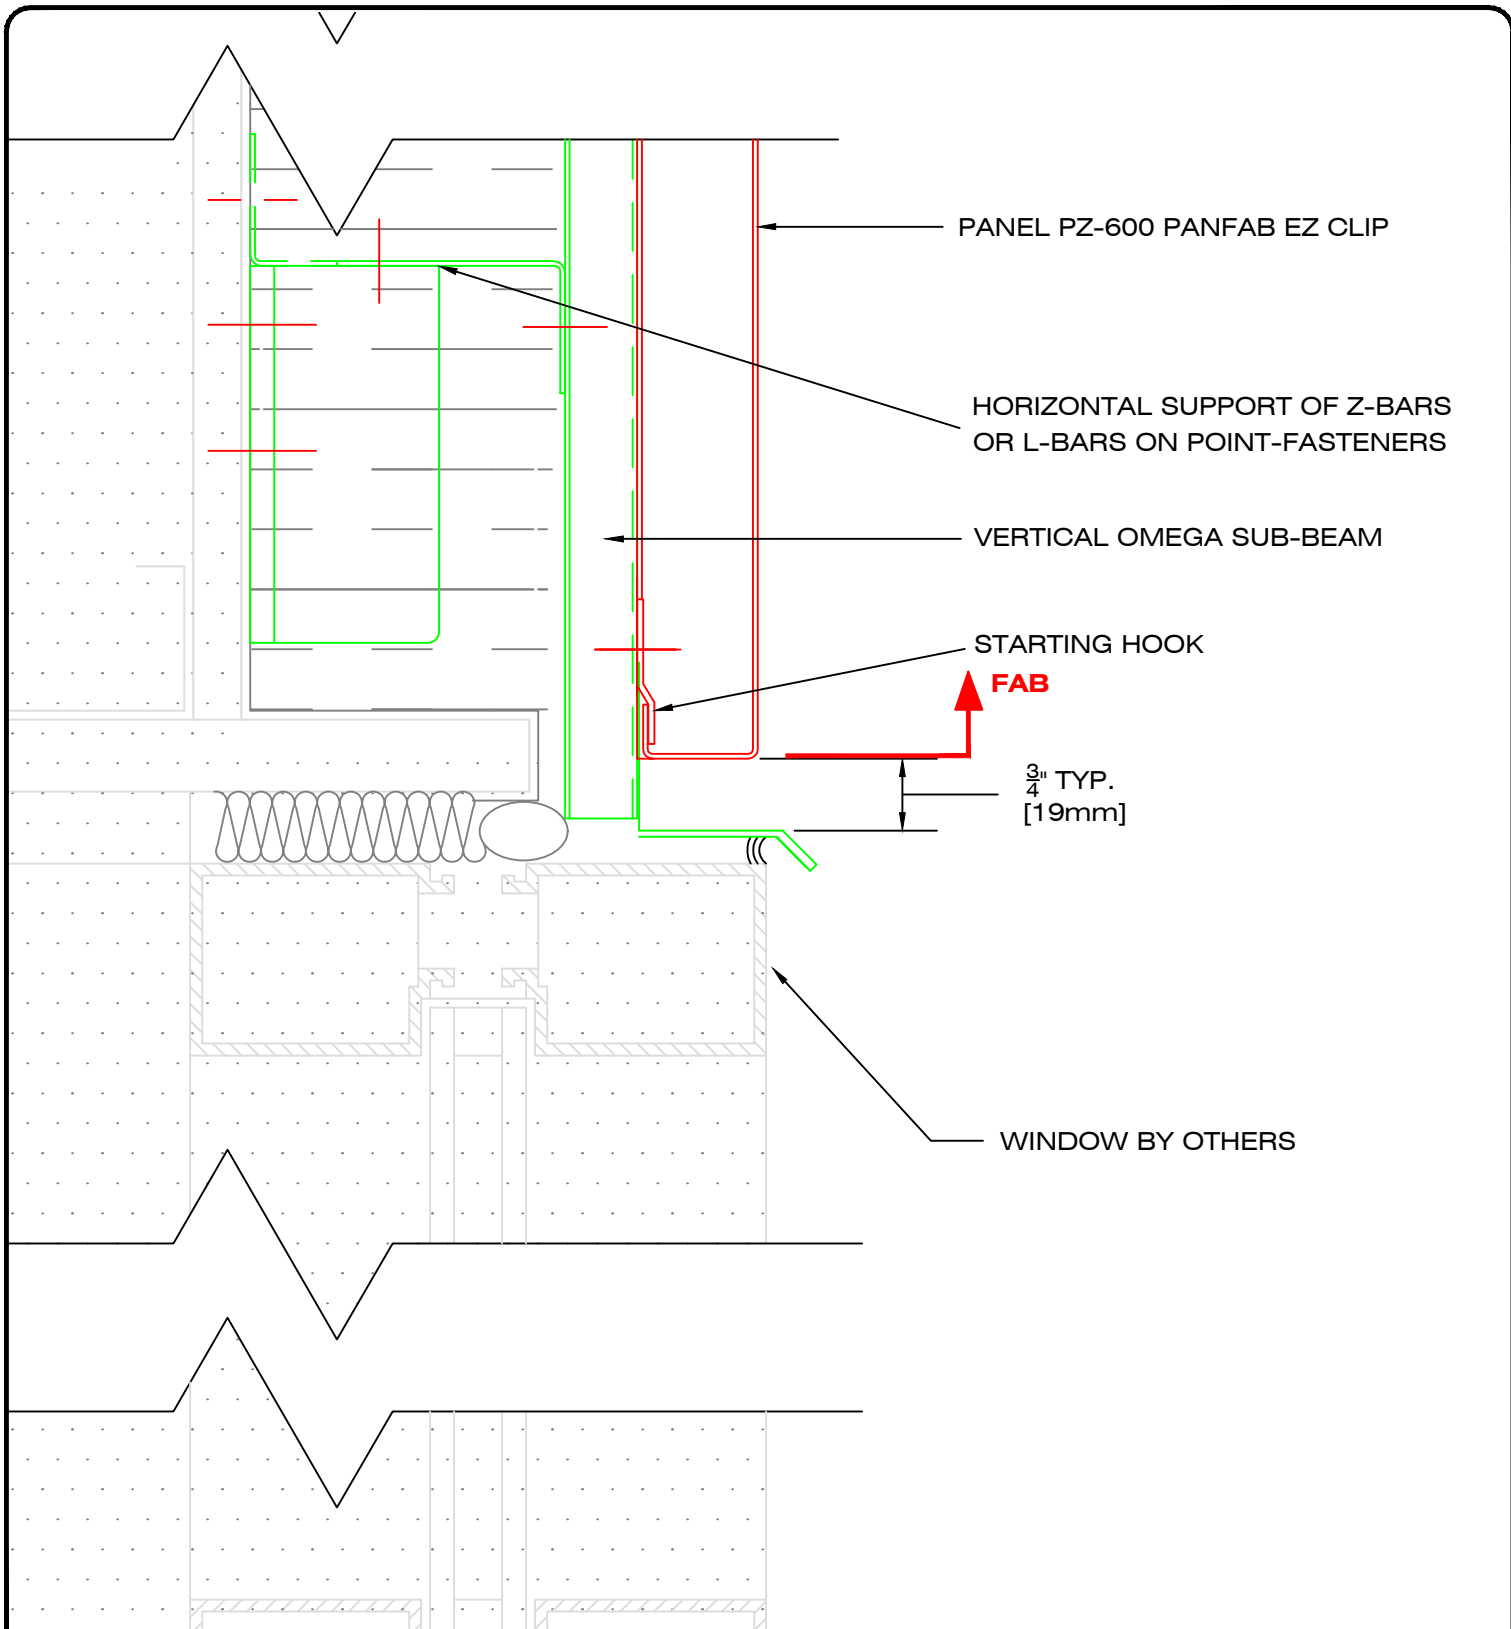 PANEL PZ-600 PANFAB EZ CLIP
HORIZONTAL SUPPORT OF Z-BARS
OR L-BARS ON POINT-FASTENERS
VERTICAL OMEGA SUB-BEAM
STARTING HOOK
FAB
3/4" TYP.
[19mm]
WINDOW BY OTHERS